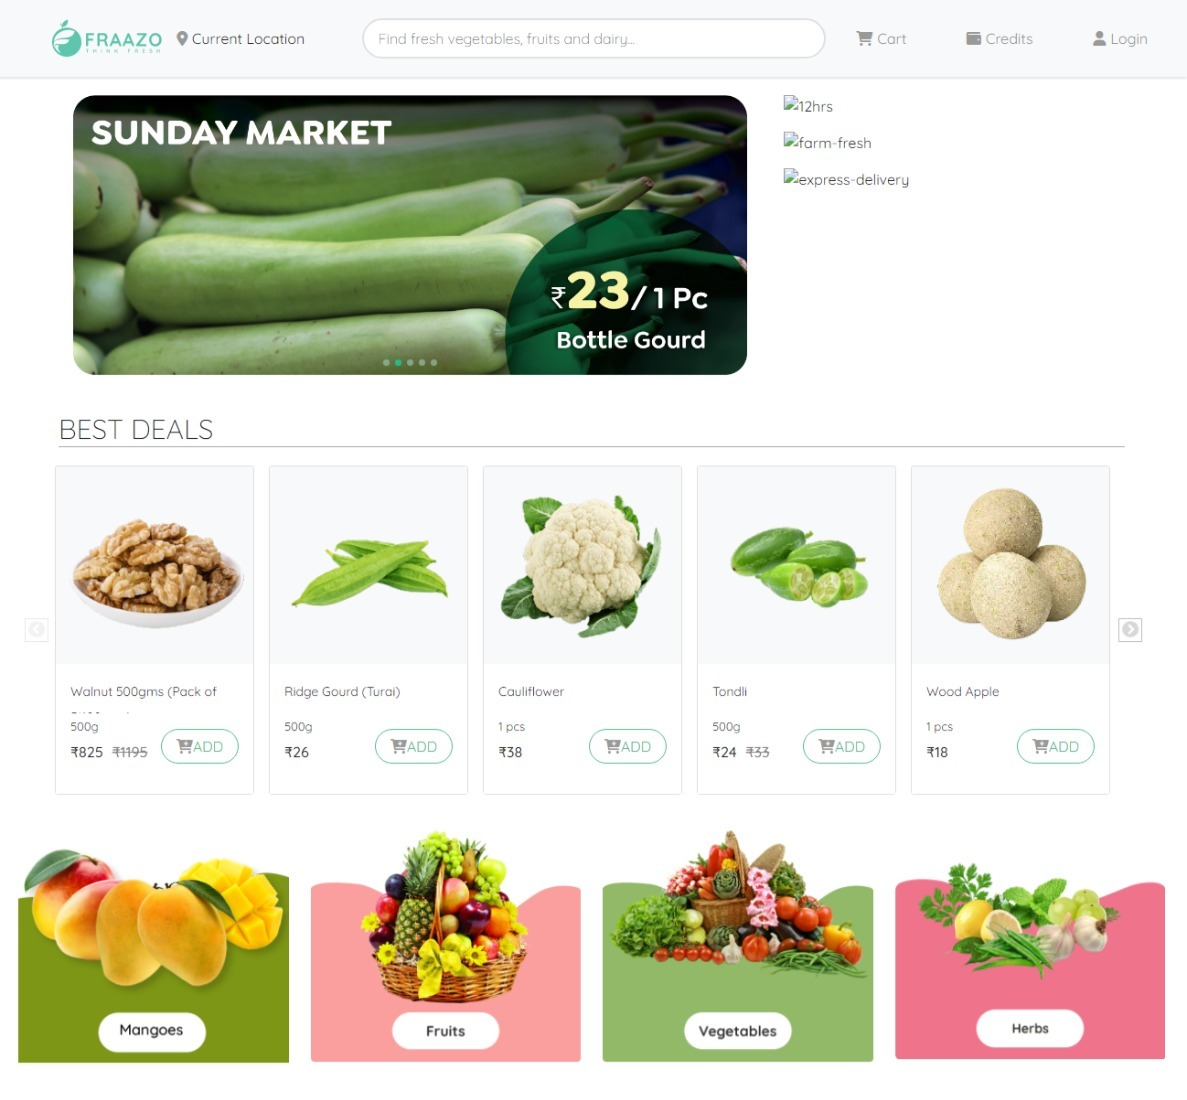 FRAAZO
THINK FRESH
Current Location
Find fresh vegetables, fruits and dairy...
Cart
Credits
Login
SUNDAY MARKET
₹23/1 Pc
Bottle Gourd
12hrs
farm-fresh
express-delivery
BEST DEALS
Walnut 500gms (Pack of
500g
₹825 ₹1195
ADD
Ridge Gourd (Turai)
500g
₹26
ADD
Cauliflower
1 pcs
₹38
ADD
Tondli
500g
₹24 ₹33
ADD
Wood Apple
1 pcs
₹18
ADD
Mangoes
Fruits
Vegetables
Herbs